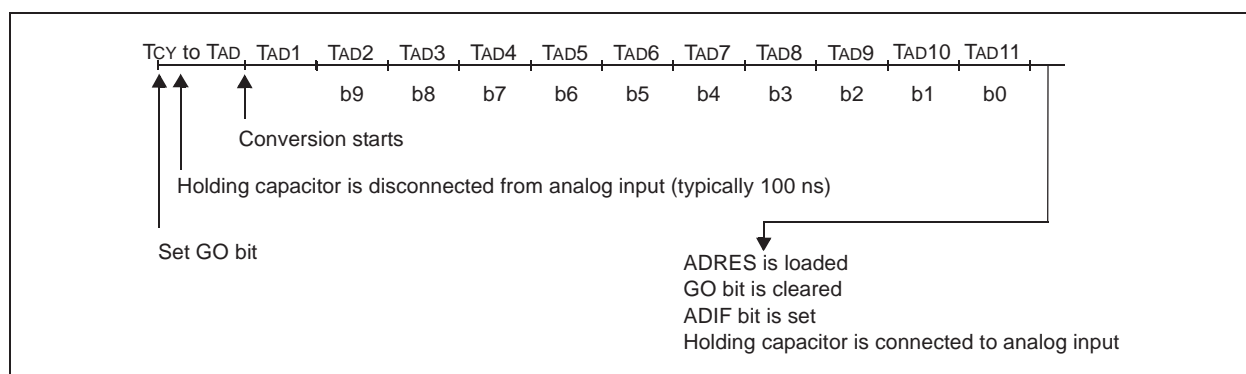 TCY to TAD TAD1 TAD2 TAD3 TAD4 TAD5 TAD6 TAD7 TAD8 TAD9 TAD10 TAD11
b9 b8 b7 b6 b5 b4 b3 b2 b1 b0
Conversion starts
Holding capacitor is disconnected from analog input (typically 100 ns)
Set GO bit
ADRES is loaded
GO bit is cleared
ADIF bit is set
Holding capacitor is connected to analog input